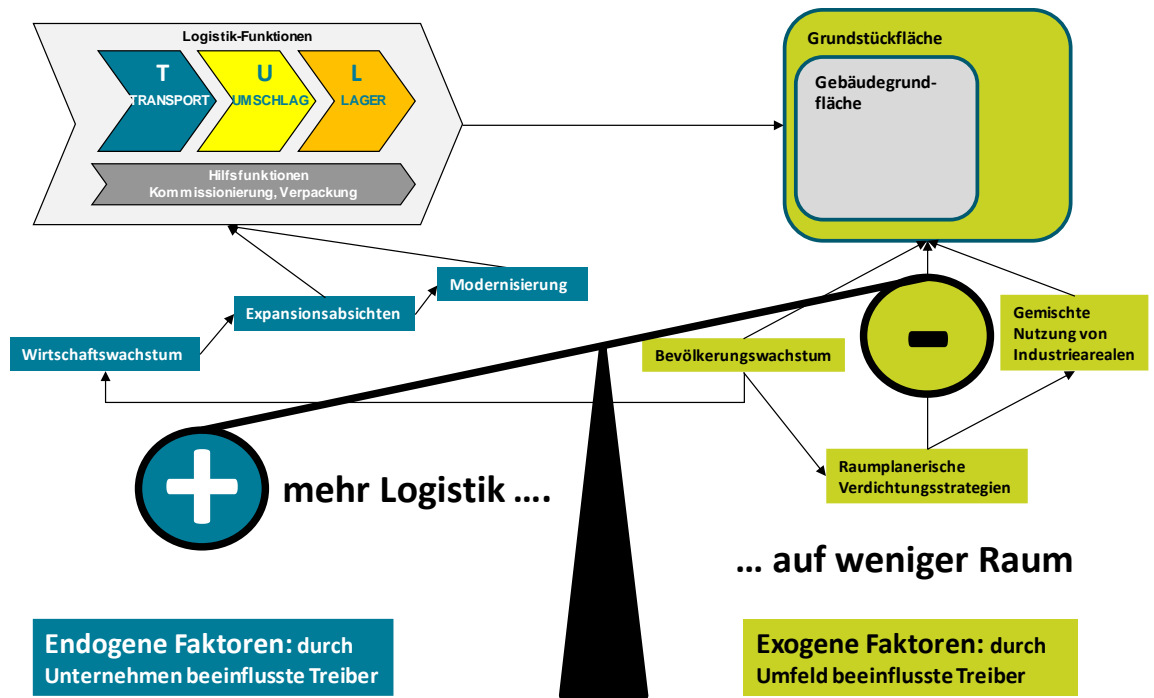 Logistik-Funktionen
T
TRANSPORT
U
UMSCHLAG
L
LAGER
Hilfsfunktionen
Kommissionierung, Verpackung
Grundstückfläche
Gebäudegrund-
fläche
Modernisierung
Expansionsabsichten
Wirtschaftswachstum
Bevölkerungswachstum
-
Gemischte
Nutzung von
Industriearealen
Raumplanerische
Verdichtungsstrategien
+
mehr Logistik ....
... auf weniger Raum
Endogene Faktoren: durch
Unternehmen beeinflusste Treiber
Exogene Faktoren: durch
Umfeld beeinflusste Treiber